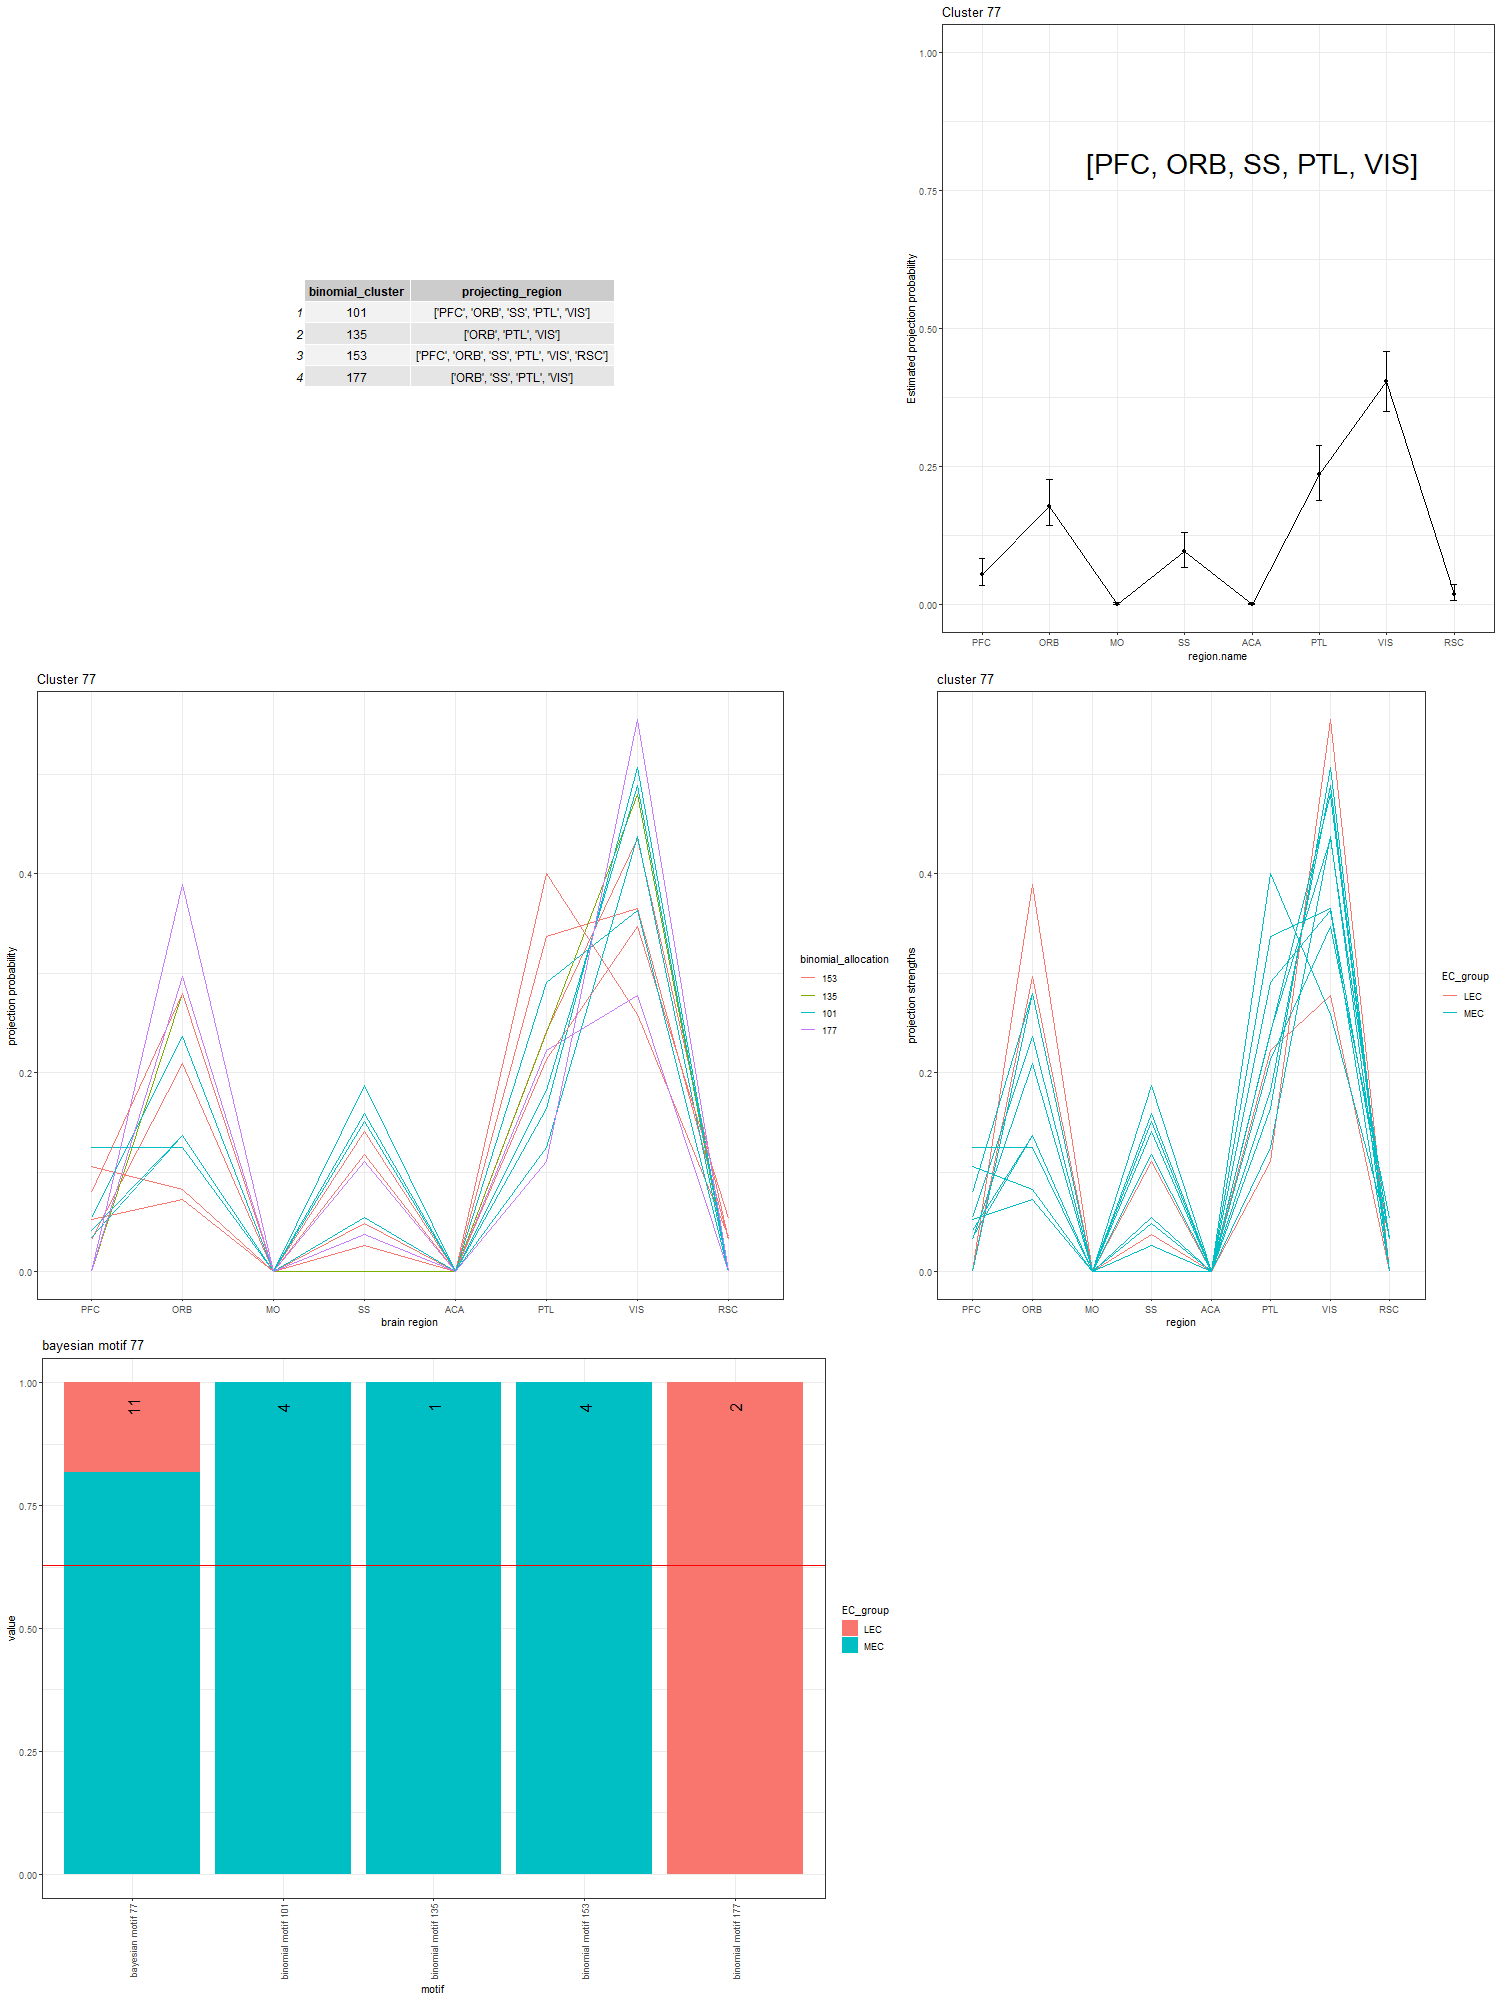 binomial_cluster projecting_region
1 101 ['PFC', 'ORB', 'SS', 'PTL', 'VIS']
2 135 ['ORB', 'PTL', 'VIS']
3 153 ['PFC', 'ORB', 'SS', 'PTL', 'VIS', 'RSC']
4 177 ['ORB', 'SS', 'PTL', 'VIS']
Cluster 77
[PFC, ORB, SS, PTL, VIS]
Estimated projection probability
1.00
0.75
0.50
0.25
0.00
PFC ORB MO SS ACA PTL VIS RSC
region.name
Cluster 77
projection probability
0.4
0.2
0.0
PFC ORB MO SS ACA PTL VIS RSC
brain region
binomial_allocation
153
135
101
177
cluster 77
projection strengths
0.4
0.2
0.0
PFC ORB MO SS ACA PTL VIS RSC
region
EC_group
LEC
MEC
bayesian motif 77
value
1.00
0.75
0.50
0.25
0.00
11 4 1 4 2
bayesian motif 77
binomial motif 101
binomial motif 135
binomial motif 153
binomial motif 177
motif
EC_group
LEC
MEC